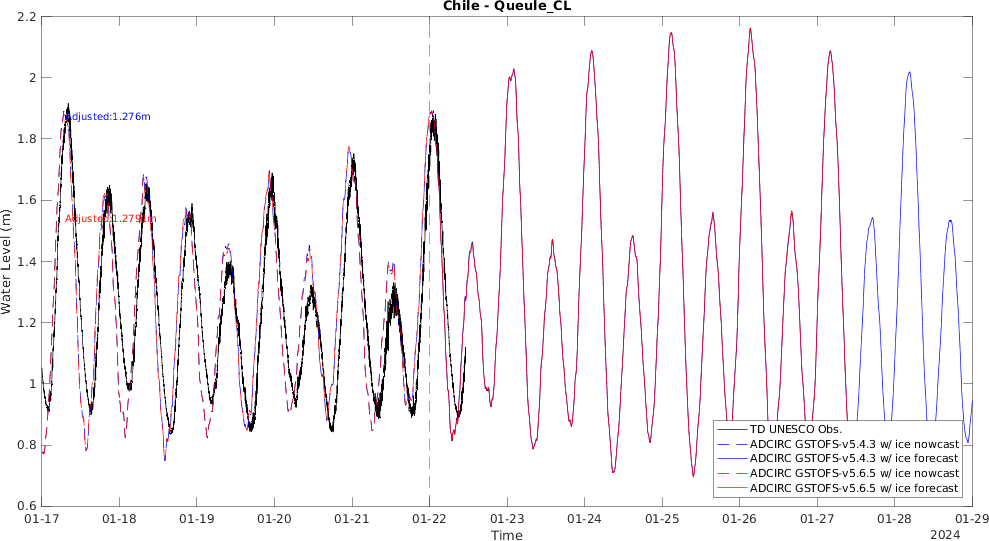 Chile - Queule_CL
2.2
2
1.8
1.6
1.4
1.2
1
0.8
0.6
Water Level (m)
Adjusted:1.276m
Adjusted:1.279m
TD UNESCO Obs.
ADCIRC GSTOFS-v5.4.3 w/ ice nowcast
ADCIRC GSTOFS-v5.4.3 w/ ice forecast
ADCIRC GSTOFS-v5.6.5 w/ ice nowcast
ADCIRC GSTOFS-v5.6.5 w/ ice forecast
01-17 01-18 01-19 01-20 01-21 01-22 01-23 01-24 01-25 01-26 01-27 01-28 01-29
Time
2024